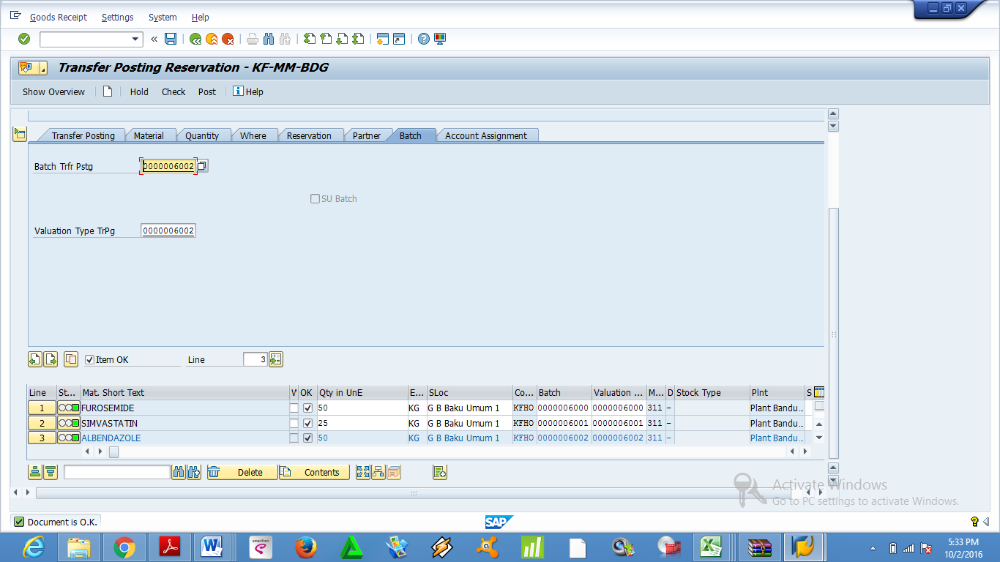 Goods Receipt Settings System Help
Transfer Posting Reservation - KF-MM-BDG
Show Overview Hold Check Post Help
Transfer Posting Material Quantity Where Reservation Partner Batch Account Assignment
Batch Trfr Pstg 0000006002
SU Batch
Valuation Type TrPg 0000006002
Item OK Line 3
Line St... Mat. Short Text V OK Qty in UnE E... SLoc Co... Batch Valuation ... M... D Stock Type Plnt S
1 FUROSEMIDE 50 KG G B Baku Umum 1 KFHO 0000006000 0000006000 311 - Plant Bandu...
2 SIMVASTATIN 25 KG G B Baku Umum 1 KFHO 0000006001 0000006001 311 - Plant Bandu...
3 ALBENDAZOLE 50 KG G B Baku Umum 1 KFHO 0000006002 0000006002 311 - Plant Bandu...
Delete Contents
Activate Windows
Go to PC settings to activate Windows.
Document is O.K. SAP
smartfren
5:33 PM
10/2/2016